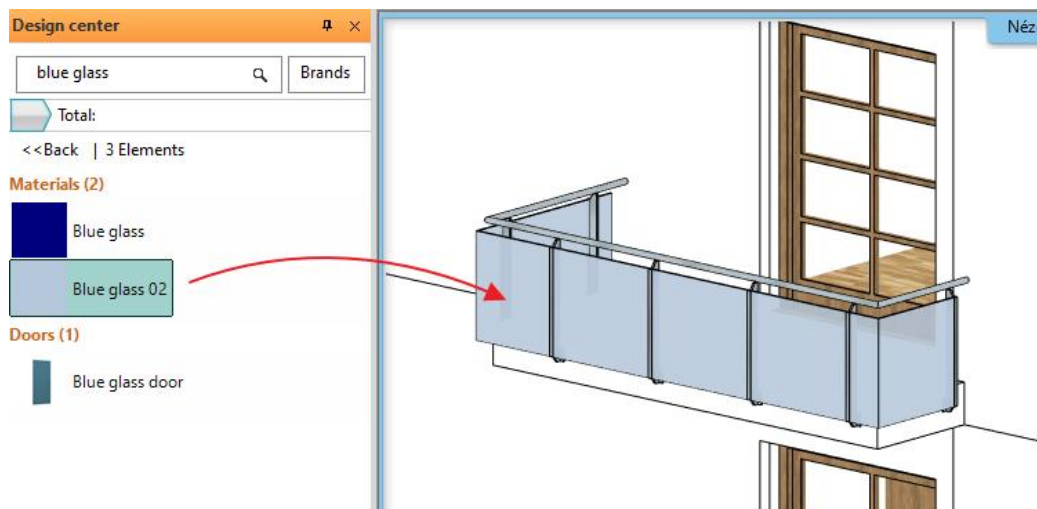 Design center
blue glass
Brands
Total:
<<Back | 3 Elements
Materials (2)
Blue glass
Blue glass 02
Doors (1)
Blue glass door